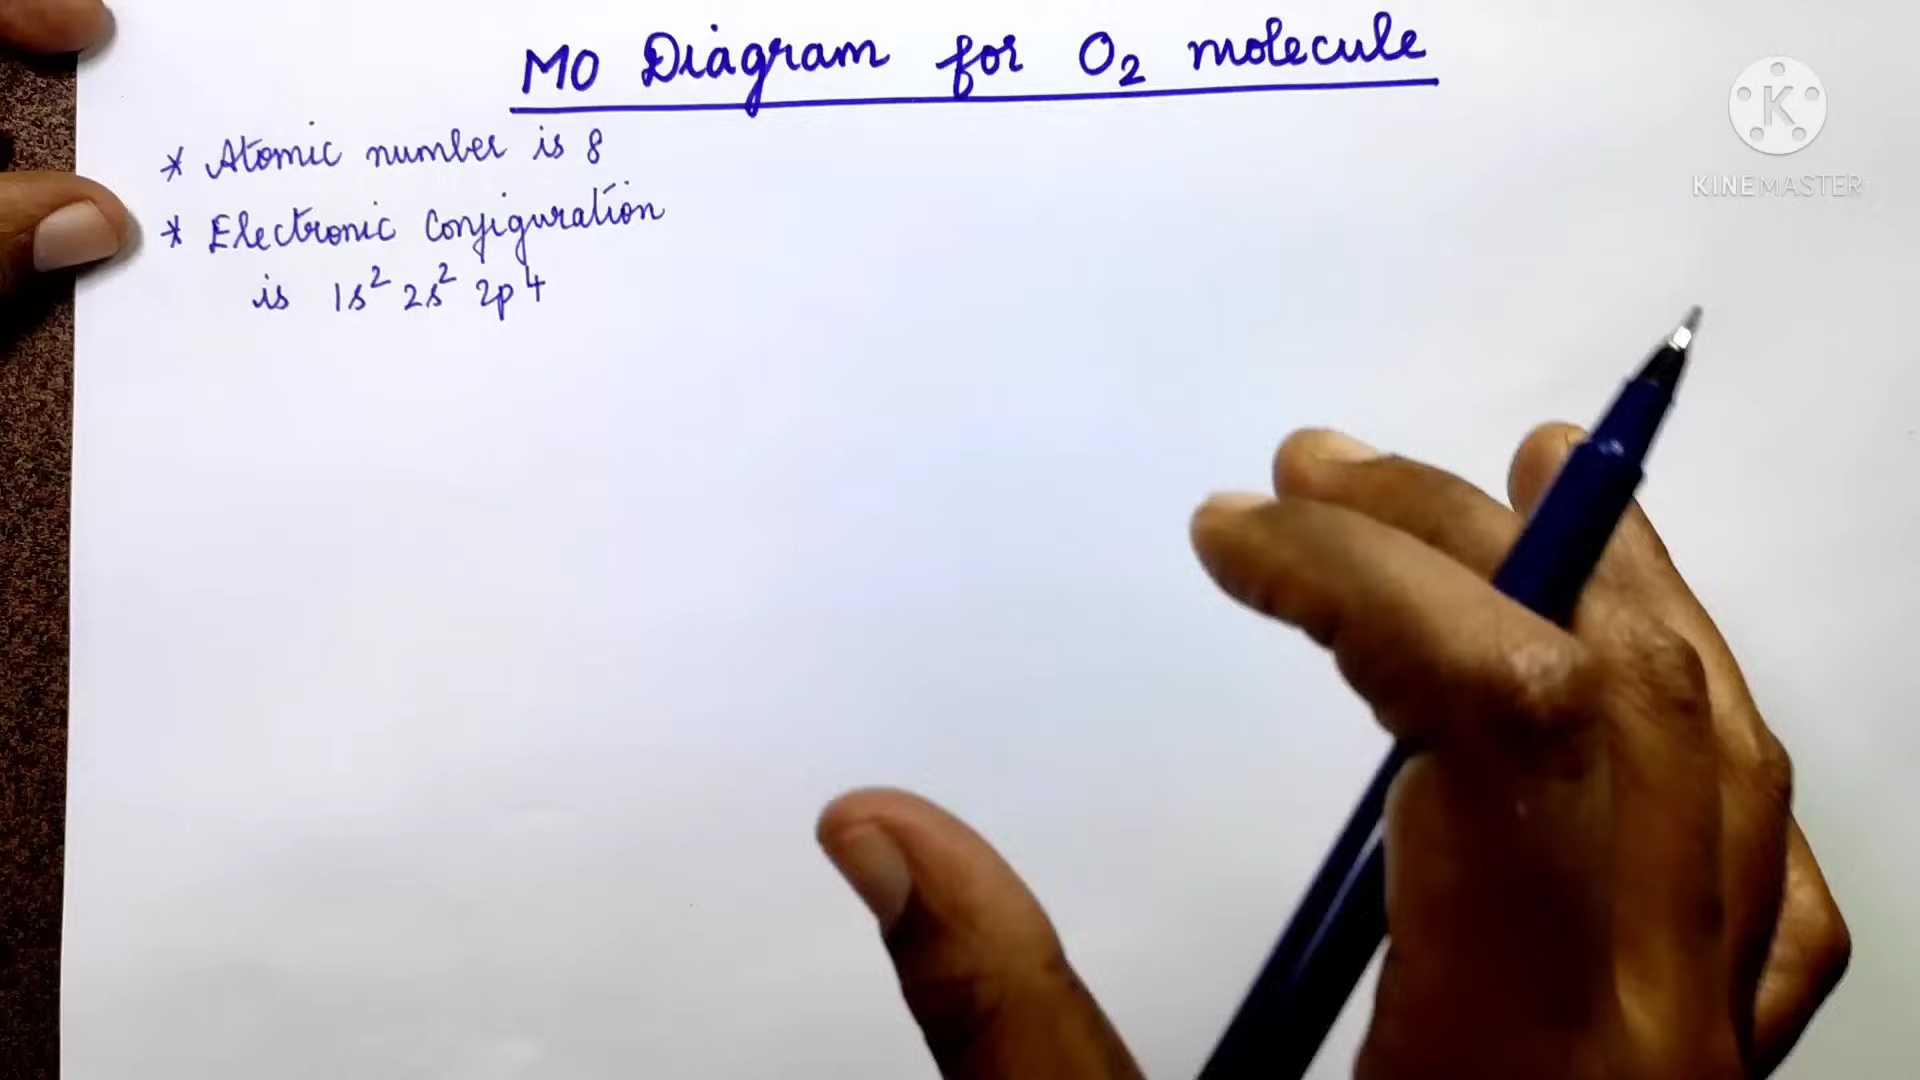 MO Diagram for O₂ molecule
* Atomic number is 8
* Electronic Configuration
is 1s² 2s² 2p⁴
K
KINEMASTER